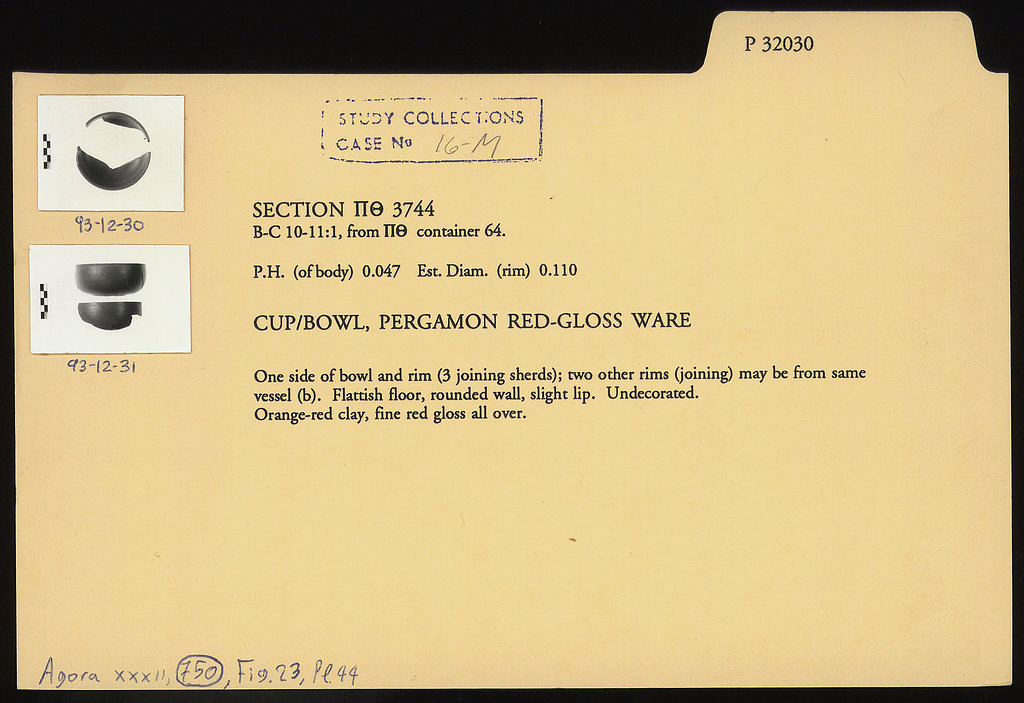 P 32030
STUDY COLLECTIONS
CASE No 16-M
93-12-30
93-12-31
SECTION ΠΘ 3744
B-C 10-11:1, from ΠΘ container 64.
P.H. (of body) 0.047 Est. Diam. (rim) 0.110
CUP/BOWL, PERGAMON RED-GLOSS WARE
One side of bowl and rim (3 joining sherds); two other rims (joining) may be from same
vessel (b). Flattish floor, rounded wall, slight lip. Undecorated.
Orange-red clay, fine red gloss all over.
Agora XXXII, 750, Fig. 23, Pl. 44